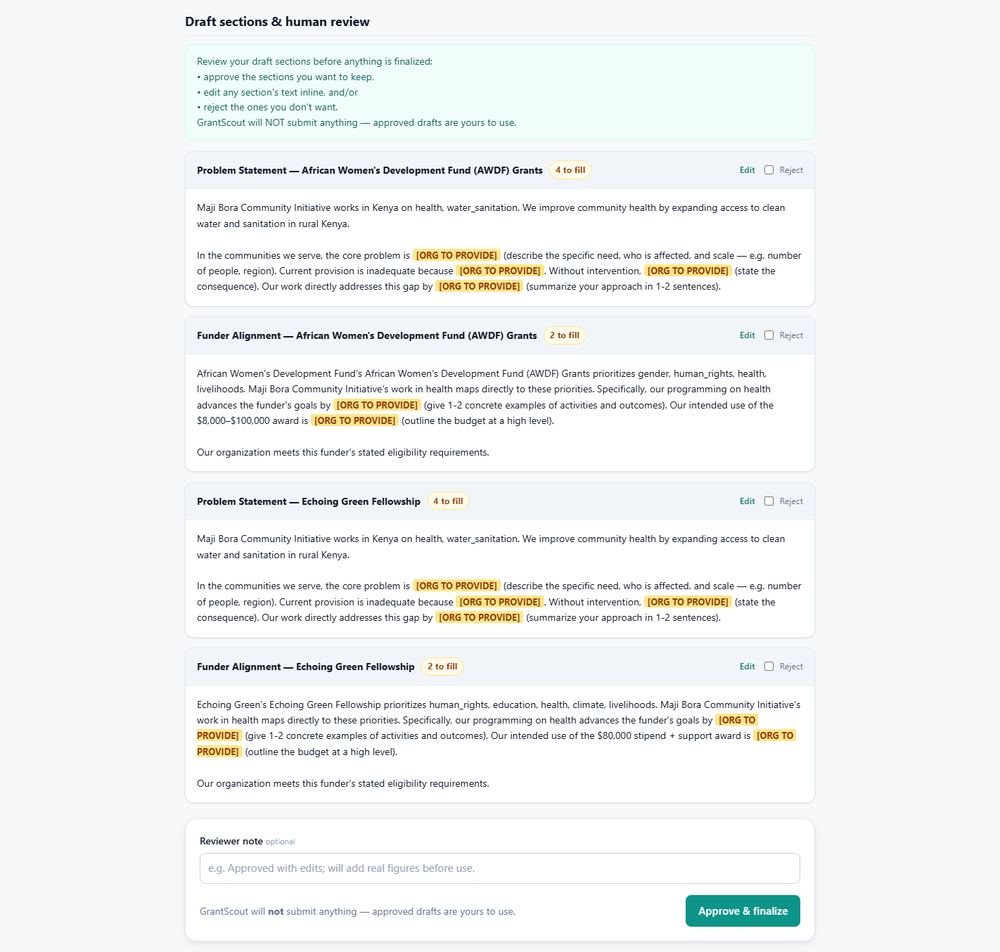 Draft sections & human review
Review your draft sections before anything is finalized:
• approve the sections you want to keep,
• edit any section's text inline, and/or
• reject the ones you don't want.
GrantScout will NOT submit anything — approved drafts are yours to use.
Problem Statement — African Women's Development Fund (AWDF) Grants 4 to fill Edit Reject
Maji Bora Community Initiative works in Kenya on health, water_sanitation. We improve community health by expanding access to clean
water and sanitation in rural Kenya.
In the communities we serve, the core problem is [ORG TO PROVIDE] (describe the specific need, who is affected, and scale — e.g. number
of people, region). Current provision is inadequate because [ORG TO PROVIDE]. Without intervention, [ORG TO PROVIDE] (state the
consequence). Our work directly addresses this gap by [ORG TO PROVIDE] (summarize your approach in 1-2 sentences).
Funder Alignment — African Women's Development Fund (AWDF) Grants 2 to fill Edit Reject
African Women's Development Fund's African Women's Development Fund (AWDF) Grants prioritizes gender, human_rights, health,
livelihoods. Maji Bora Community Initiative's work in health maps directly to these priorities. Specifically, our programming on health
advances the funder's goals by [ORG TO PROVIDE] (give 1-2 concrete examples of activities and outcomes). Our intended use of the
$8,000–$100,000 award is [ORG TO PROVIDE] (outline the budget at a high level).
Our organization meets this funder's stated eligibility requirements.
Problem Statement — Echoing Green Fellowship 4 to fill Edit Reject
Maji Bora Community Initiative works in Kenya on health, water_sanitation. We improve community health by expanding access to clean
water and sanitation in rural Kenya.
In the communities we serve, the core problem is [ORG TO PROVIDE] (describe the specific need, who is affected, and scale — e.g. number
of people, region). Current provision is inadequate because [ORG TO PROVIDE]. Without intervention, [ORG TO PROVIDE] (state the
consequence). Our work directly addresses this gap by [ORG TO PROVIDE] (summarize your approach in 1-2 sentences).
Funder Alignment — Echoing Green Fellowship 2 to fill Edit Reject
Echoing Green's Echoing Green Fellowship prioritizes human_rights, education, health, climate, livelihoods. Maji Bora Community Initiative's
work in health maps directly to these priorities. Specifically, our programming on health advances the funder's goals by [ORG TO
PROVIDE] (give 1-2 concrete examples of activities and outcomes). Our intended use of the $80,000 stipend + support award is [ORG TO
PROVIDE] (outline the budget at a high level).
Our organization meets this funder's stated eligibility requirements.
Reviewer note optional
e.g. Approved with edits; will add real figures before use.
GrantScout will not submit anything — approved drafts are yours to use.
Approve & finalize